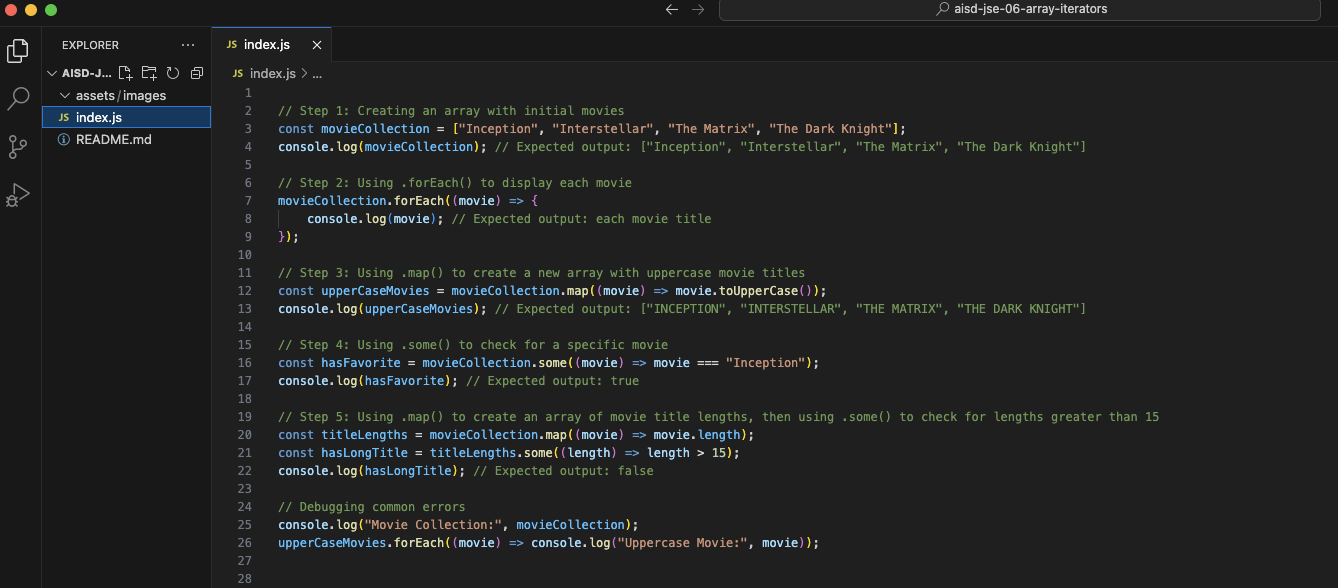 aisd-jse-06-array-iterators
EXPLORER
AISD-J...
assets/images
JS index.js
README.md
JS index.js
JS index.js > ...
1
2 // Step 1: Creating an array with initial movies
3 const movieCollection = ["Inception", "Interstellar", "The Matrix", "The Dark Knight"];
4 console.log(movieCollection); // Expected output: ["Inception", "Interstellar", "The Matrix", "The Dark Knight"]
5
6 // Step 2: Using .forEach() to display each movie
7 movieCollection.forEach((movie) => {
8     console.log(movie); // Expected output: each movie title
9 });
10
11 // Step 3: Using .map() to create a new array with uppercase movie titles
12 const upperCaseMovies = movieCollection.map((movie) => movie.toUpperCase());
13 console.log(upperCaseMovies); // Expected output: ["INCEPTION", "INTERSTELLAR", "THE MATRIX", "THE DARK KNIGHT"]
14
15 // Step 4: Using .some() to check for a specific movie
16 const hasFavorite = movieCollection.some((movie) => movie === "Inception");
17 console.log(hasFavorite); // Expected output: true
18
19 // Step 5: Using .map() to create an array of movie title lengths, then using .some() to check for lengths greater than 15
20 const titleLengths = movieCollection.map((movie) => movie.length);
21 const hasLongTitle = titleLengths.some((length) => length > 15);
22 console.log(hasLongTitle); // Expected output: false
23
24 // Debugging common errors
25 console.log("Movie Collection:", movieCollection);
26 upperCaseMovies.forEach((movie) => console.log("Uppercase Movie:", movie));
27
28